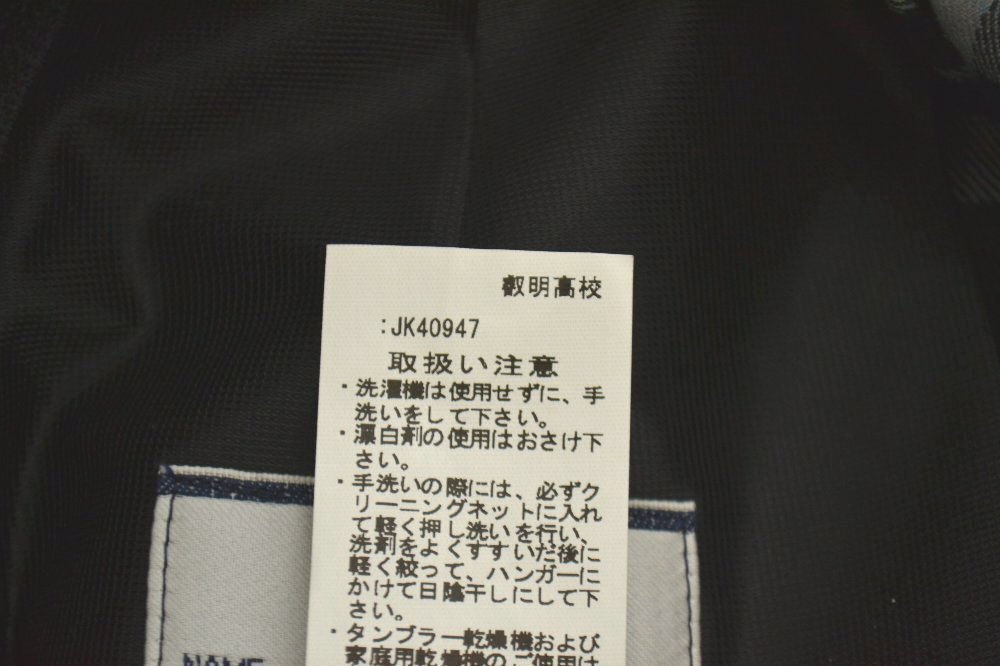 叡明高校
:JK40947
取扱い注意
・洗濯機は使用せずに、手
洗いをして下さい。
・漂白剤の使用はおさけ下
さい。
・手洗いの際には、必ずク
リーニングネットに入れ
て軽く押し洗いを行い、
洗剤をよくすすいだ後に
軽く絞って、ハンガーに
かけて日陰干しにして下
さい。
・タンブラー乾燥機および
家庭用乾燥機のご使用は
NAME